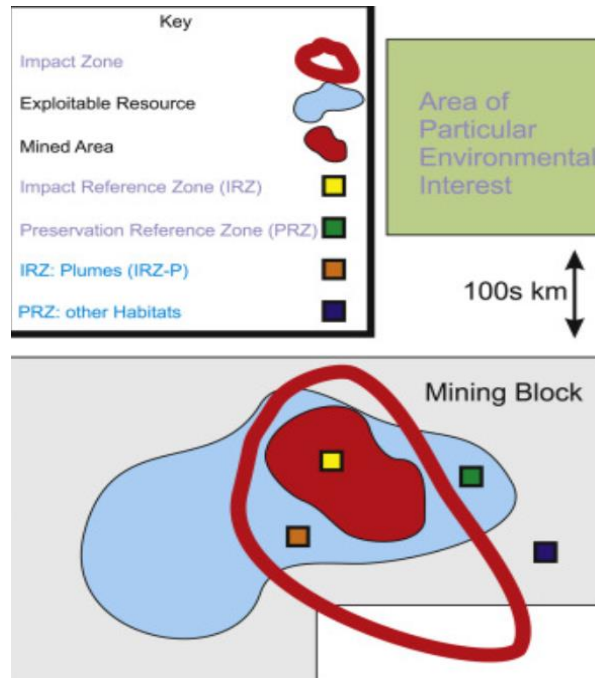 Key
Impact Zone
Exploitable Resource
Mined Area
Impact Reference Zone (IRZ)
Preservation Reference Zone (PRZ)
IRZ: Plumes (IRZ-P)
PRZ: other Habitats
Area of
Particular
Environmental
Interest
100s km
Mining Block